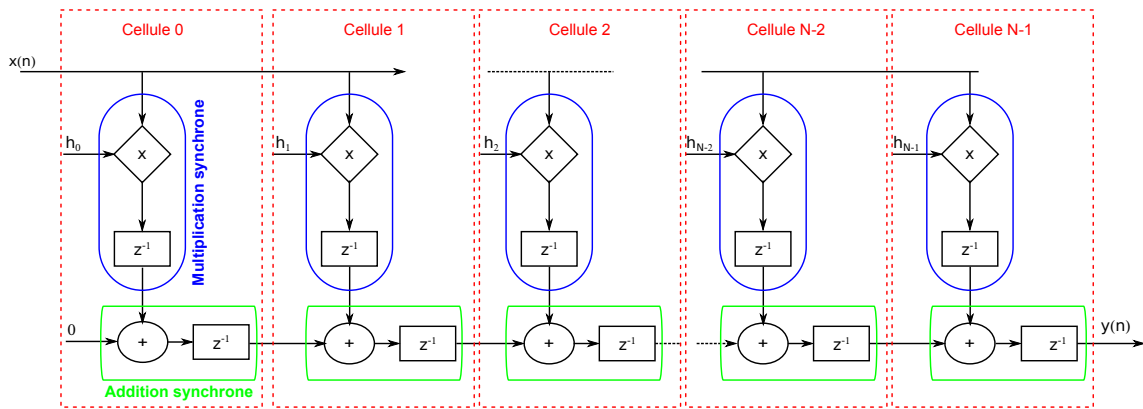 Cellule 0
Cellule 1
Cellule 2
Cellule N-2
Cellule N-1
x(n)
h₀
x
h₁
x
h₂
x
hN-2
x
hN-1
x
Multiplication synchrone
z⁻¹
z⁻¹
z⁻¹
z⁻¹
z⁻¹
0
+
z⁻¹
+
z⁻¹
+
z⁻¹
+
z⁻¹
+
z⁻¹
y(n)
Addition synchrone